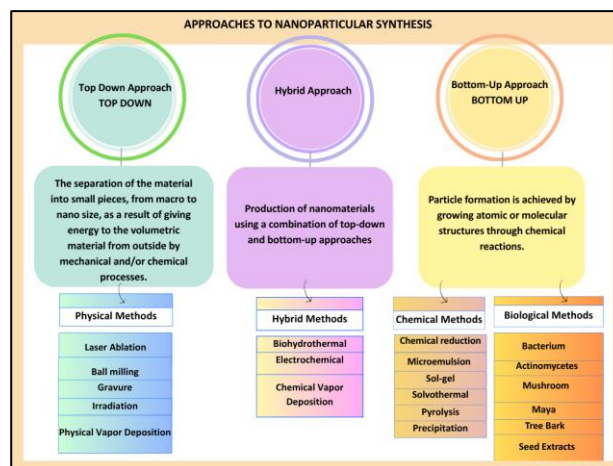 APPROACHES TO NANOPARTICULAR SYNTHESIS
Top Down Approach
TOP DOWN
The separation of the material
into small pieces, from macro to
nano size, as a result of giving
energy to the volumetric
material from outside by
mechanical and/or chemical
processes.
Physical Methods
Laser Ablation
Ball milling
Gravure
Irradiation
Physical Vapor Deposition
Hybrid Approach
Production of nanomaterials
using a combination of top-down
and bottom-up approaches
Hybrid Methods
Biohydrothermal
Electrochemical
Chemical Vapor
Deposition
Bottom-Up Approach
BOTTOM UP
Particle formation is achieved by
growing atomic or molecular
structures through chemical
reactions.
Chemical Methods
Chemical reduction
Microemulsion
Sol-gel
Solvothermal
Pyrolysis
Precipitation
Biological Methods
Bacterium
Actinomycetes
Mushroom
Maya
Tree Bark
Seed Extracts